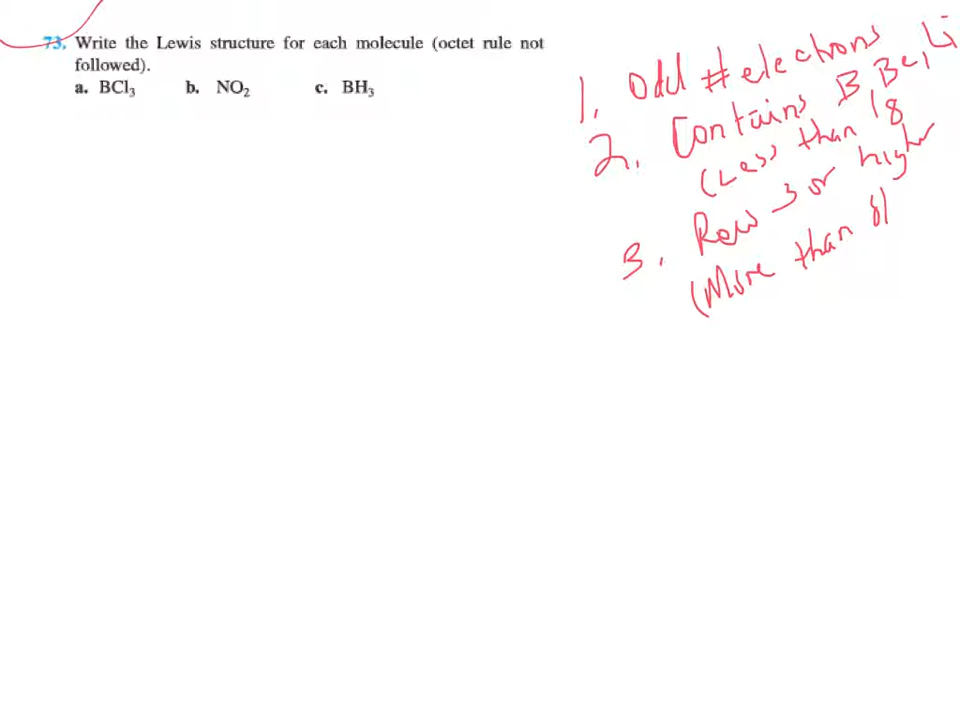 73. Write the Lewis structure for each molecule (octet rule not
followed).
a. BCl₃ b. NO₂ c. BH₃
1. Odd # electrons
2. Contains B, Be, Li
(Less than 8
3. Row 3 or higher
(More than 8)